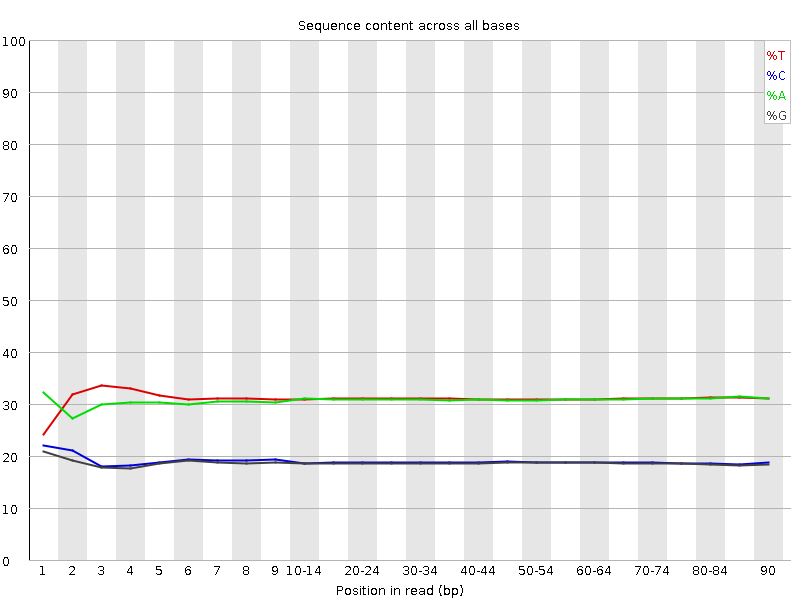 Sequence content across all bases
100
90
80
70
60
50
40
30
20
10
0
%T
%C
%A
%G
1 2 3 4 5 6 7 8 9 10-14 20-24 30-34 40-44 50-54 60-64 70-74 80-84 90
Position in read (bp)